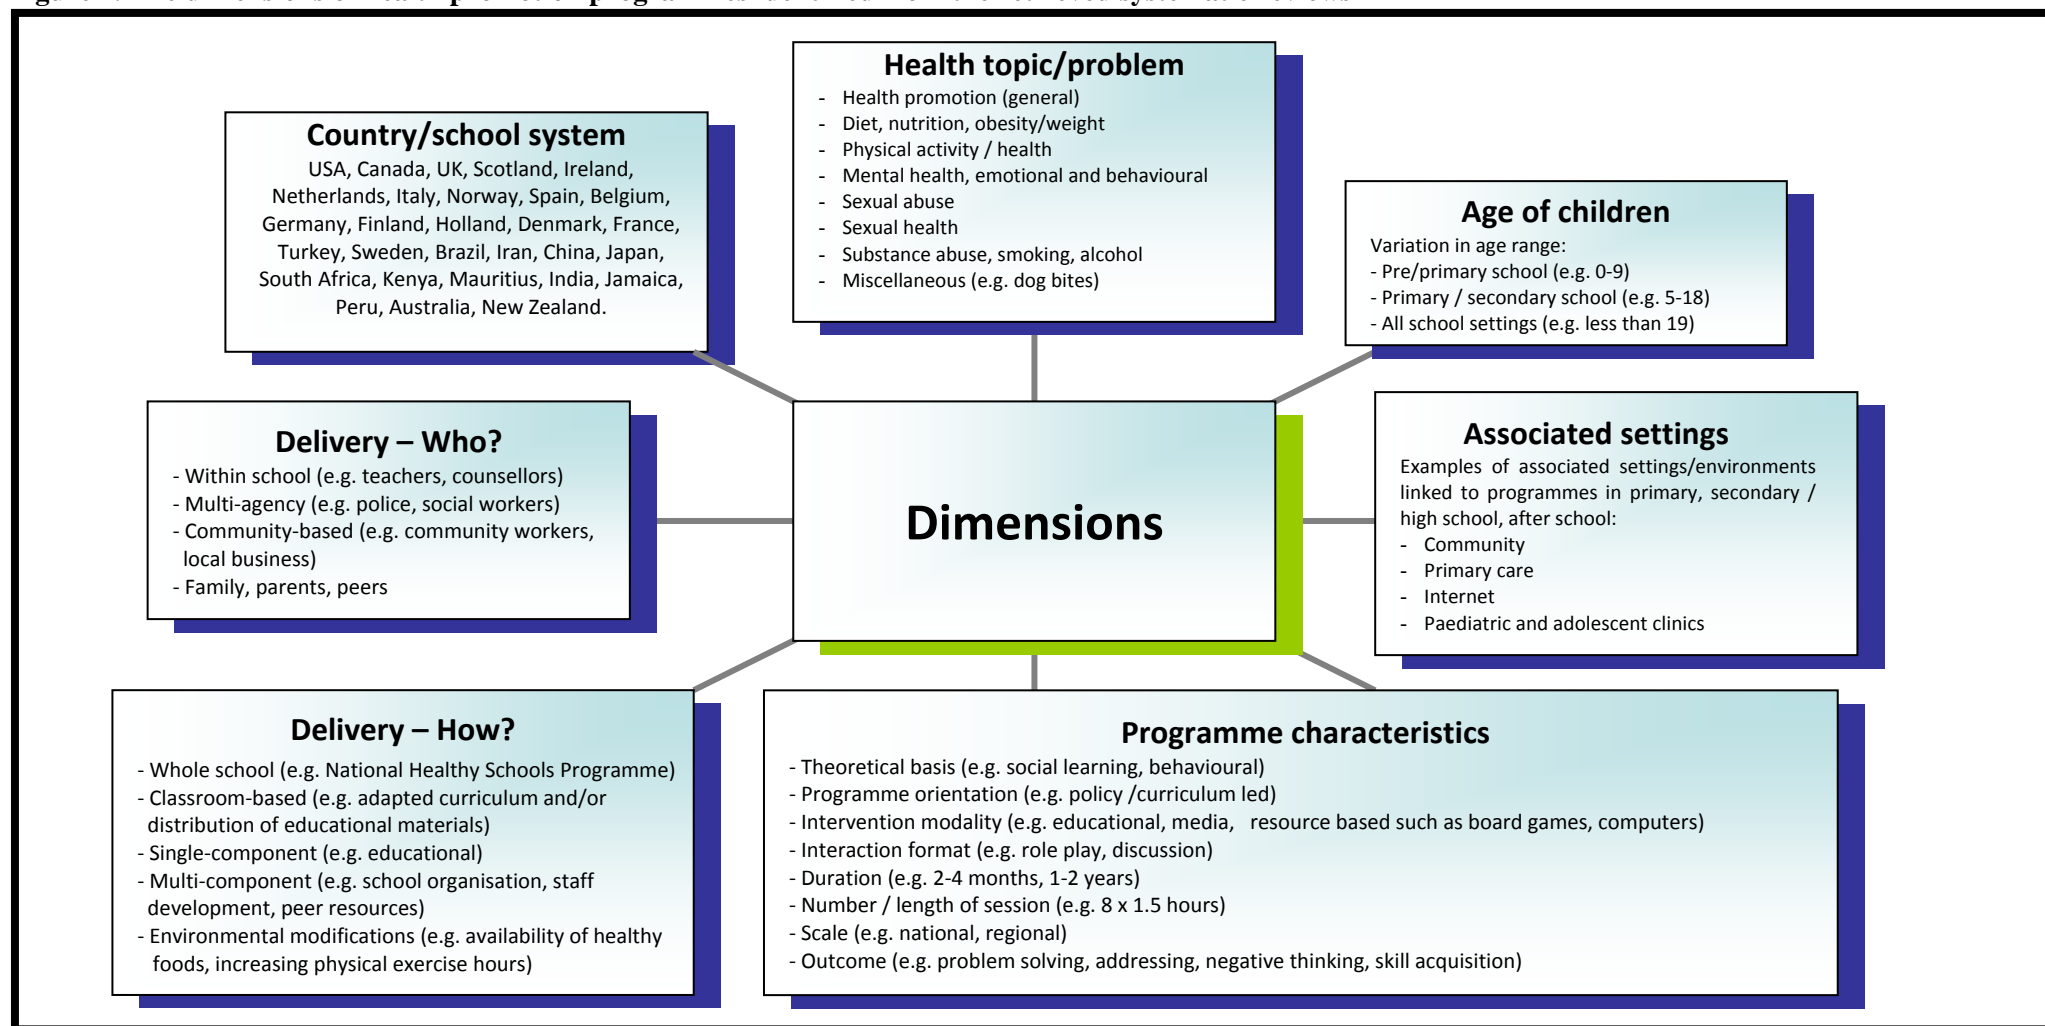 Health topic/problem
- Health promotion (general)
- Diet, nutrition, obesity/weight
- Physical activity / health
- Mental health, emotional and behavioural
- Sexual abuse
- Sexual health
- Substance abuse, smoking, alcohol
- Miscellaneous (e.g. dog bites)
Country/school system
USA, Canada, UK, Scotland, Ireland,
Netherlands, Italy, Norway, Spain, Belgium,
Germany, Finland, Holland, Denmark, France,
Turkey, Sweden, Brazil, Iran, China, Japan,
South Africa, Kenya, Mauritius, India, Jamaica,
Peru, Australia, New Zealand.
Age of children
Variation in age range:
- Pre/primary school (e.g. 0-9)
- Primary / secondary school (e.g. 5-18)
- All school settings (e.g. less than 19)
Delivery – Who?
- Within school (e.g. teachers, counsellors)
- Multi-agency (e.g. police, social workers)
- Community-based (e.g. community workers,
local business)
- Family, parents, peers
Dimensions
Associated settings
Examples of associated settings/environments
linked to programmes in primary, secondary /
high school, after school:
- Community
- Primary care
- Internet
- Paediatric and adolescent clinics
Delivery – How?
- Whole school (e.g. National Healthy Schools Programme)
- Classroom-based (e.g. adapted curriculum and/or
distribution of educational materials)
- Single-component (e.g. educational)
- Multi-component (e.g. school organisation, staff
development, peer resources)
- Environmental modifications (e.g. availability of healthy
foods, increasing physical exercise hours)
Programme characteristics
- Theoretical basis (e.g. social learning, behavioural)
- Programme orientation (e.g. policy /curriculum led)
- Intervention modality (e.g. educational, media, resource based such as board games, computers)
- Interaction format (e.g. role play, discussion)
- Duration (e.g. 2-4 months, 1-2 years)
- Number / length of session (e.g. 8 x 1.5 hours)
- Scale (e.g. national, regional)
- Outcome (e.g. problem solving, addressing, negative thinking, skill acquisition)